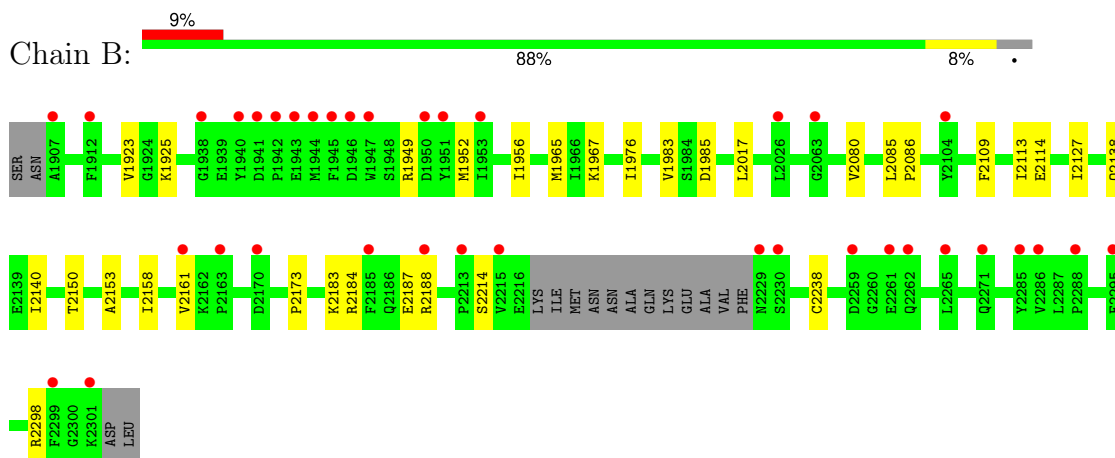 9%
Chain B:
88% 8% •
SER ASN A1907 F1912 V1923 G1924 K1925 G1938 E1939 Y1940 D1941 P1942 E1943 M1944 F1945 D1946 W1947 S1948 R1949 D1950 Y1951 M1952 I1953 I1956 M1965 I1966 K1967 I1976 V1983 S1984 D1985 L2017 L2026 G2063 V2080 L2085 P2086 Y2104 F2109 I2113 E2114 I2127
E2139 I2140 T2150 A2153 I2158 V2161 K2162 P2163 D2170 P2173 K2183 R2184 F2185 Q2186 E2187 R2188 P2213 S2214 V2215 E2216 LYS ILE MET ASN ASN ALA GLN LYS GLU ALA VAL PHE N2229 S2230 C2238 D2259 G2260 E2261 Q2262 L2265 Q2271 Y2285 V2286 L2287 P2288
R2298 F2299 G2300 K2301 ASP LEU